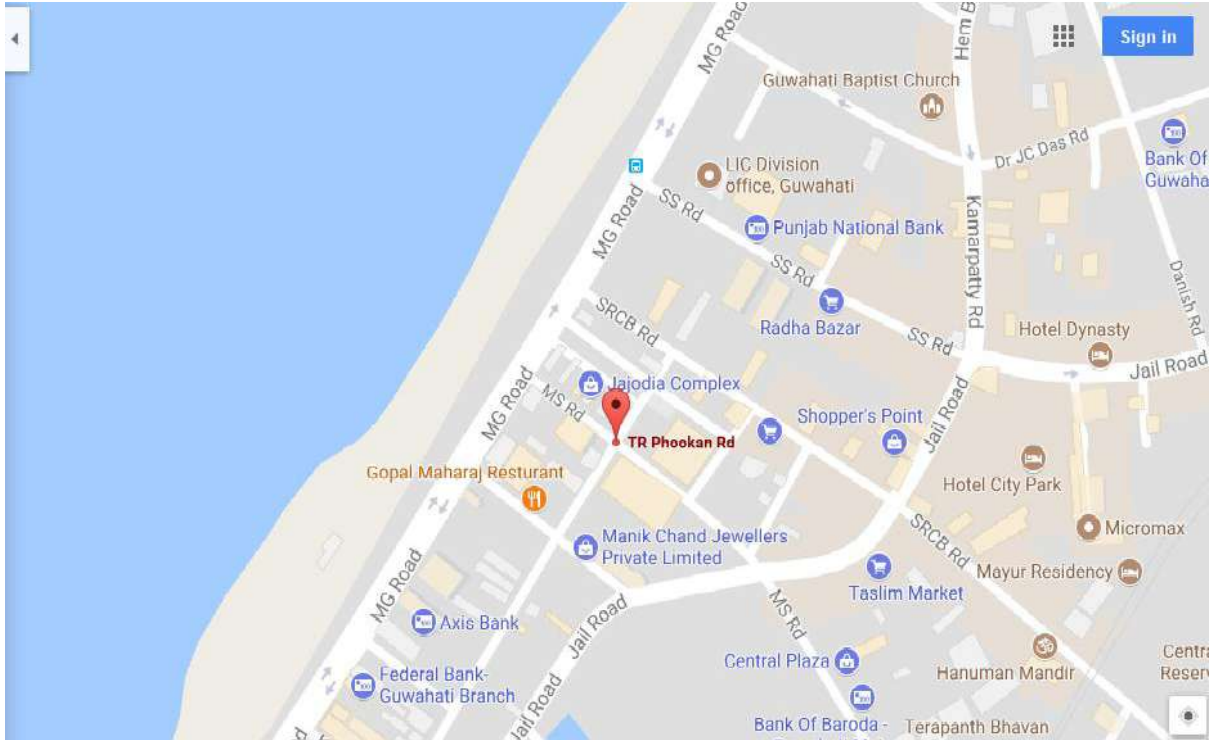 MG Road
Hem B
Sign in
Guwahati Baptist Church
Dr JC Das Rd
Bank Of
Guwaha
LIC Division
office, Guwahati
SS Rd
MG Road
Punjab National Bank
Kamarpatty Rd
SS Rd
Danish Rd
SRCB Rd
Radha Bazar
SS Rd
Hotel Dynasty
Jail Road
MG Road
MS Rd
Jajodia Complex
Shopper's Point
Jail Road
TR Phookan Rd
Gopal Maharaj Resturant
Hotel City Park
SRCB Rd
Micromax
Manik Chand Jewellers
Private Limited
Mayur Residency
MG Road
Taslim Market
MS Rd
Axis Bank
Jail Road
Central Plaza
Hanuman Mandir
Centra
Reserv
Federal Bank-
Guwahati Branch
Jail Road
Bank Of Baroda -
Terapanth Bhavan